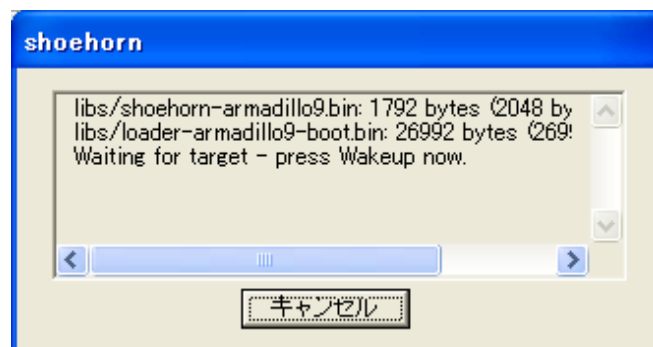 shoehorn
libs/shoehorn-armadillo9.bin: 1792 bytes (2048 by
libs/loader-armadillo9-boot.bin: 26992 bytes (269
Waiting for target - press Wakeup now.
キャンセル